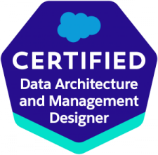 CERTIFIED
Data Architecture
and Management
Designer